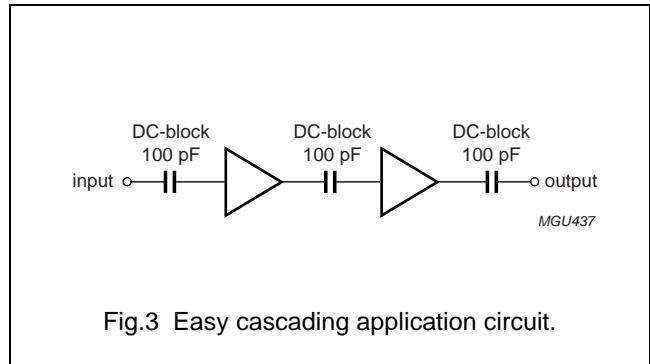 DC-block DC-block DC-block
100 pF 100 pF 100 pF
input output
MGU437
Fig.3 Easy cascading application circuit.